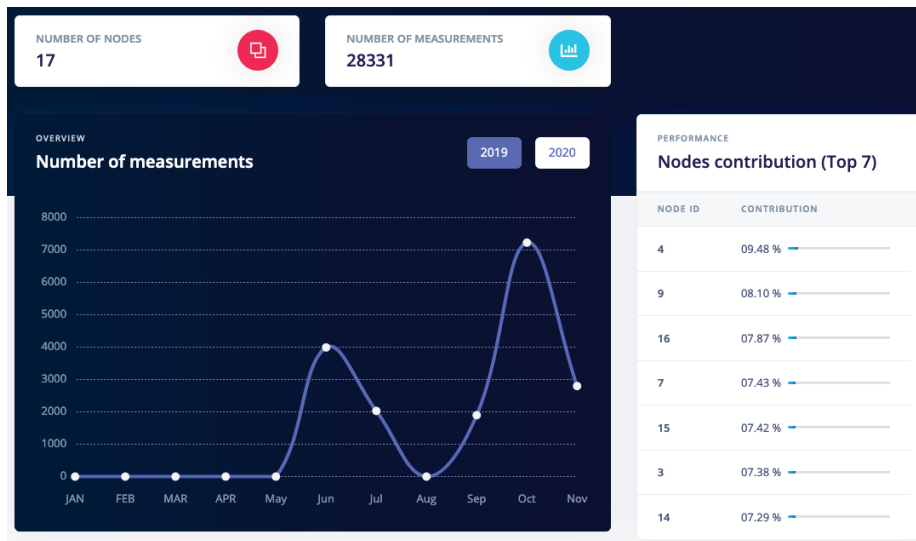 NUMBER OF NODES
17
NUMBER OF MEASUREMENTS
28331
OVERVIEW
Number of measurements
2019
2020
8000
7000
6000
5000
4000
3000
2000
1000
0
JAN FEB MAR APR May Jun Jul Aug Sep Oct Nov
PERFORMANCE
Nodes contribution (Top 7)
NODE ID CONTRIBUTION
4 09.48 %
9 08.10 %
16 07.87 %
7 07.43 %
15 07.42 %
3 07.38 %
14 07.29 %